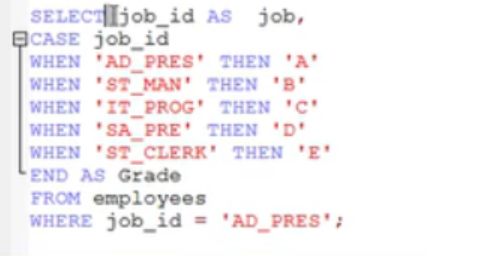 SELECT job_id AS  job,
CASE job_id
WHEN 'AD_PRES' THEN 'A'
WHEN 'ST_MAN' THEN 'B'
WHEN 'IT_PROG' THEN 'C'
WHEN 'SA_PRE' THEN 'D'
WHEN 'ST_CLERK' THEN 'E'
END AS Grade
FROM employees
WHERE job_id = 'AD_PRES';